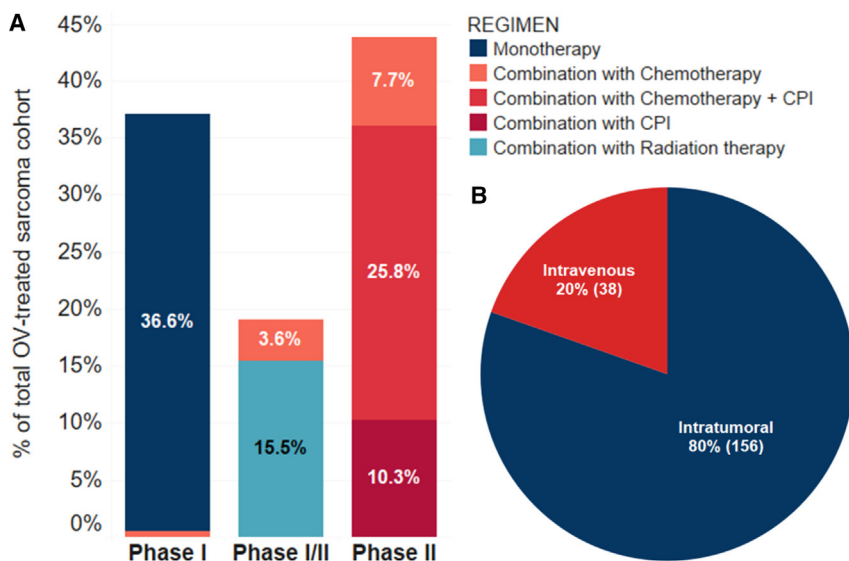 A
% of total OV-treated sarcoma cohort
45%
40%
35%
30%
25%
20%
15%
10%
5%
0%
36.6%
3.6%
15.5%
7.7%
25.8%
10.3%
Phase I
Phase I/II
Phase II
REGIMEN
Monotherapy
Combination with Chemotherapy
Combination with Chemotherapy + CPI
Combination with CPI
Combination with Radiation therapy
B
Intravenous
20% (38)
Intratumoral
80% (156)